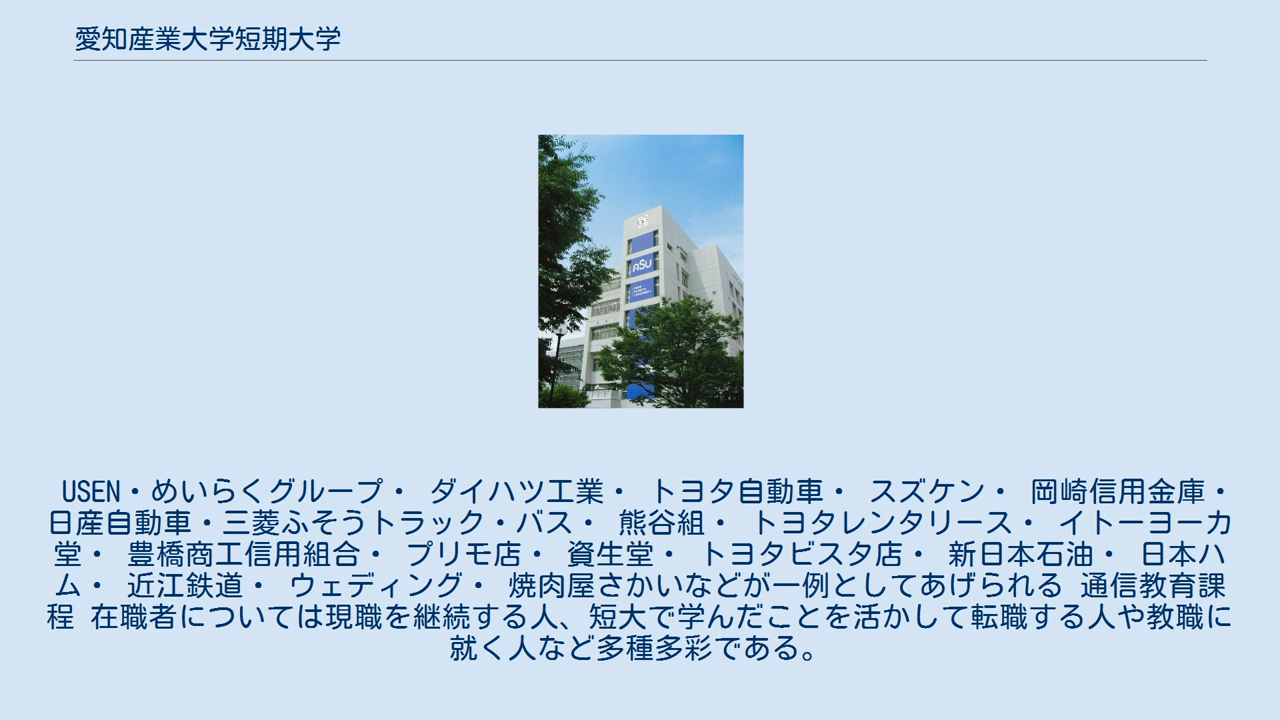 愛知産業大学短期大学
ASU
USEN・めいらくグループ・ ダイハツ工業・ トヨタ自動車・ スズケン・ 岡崎信用金庫・
日産自動車・三菱ふそうトラック・バス・ 熊谷組・ トヨタレンタリース・ イトーヨーカ
堂・ 豊橋商工信用組合・ プリモ店・ 資生堂・ トヨタビスタ店・ 新日本石油・ 日本ハ
ム・ 近江鉄道・ ウェディング・ 焼肉屋さかいなどが一例としてあげられる 通信教育課
程 在職者については現職を継続する人、短大で学んだことを活かして転職する人や教職に
就く人など多種多彩である。